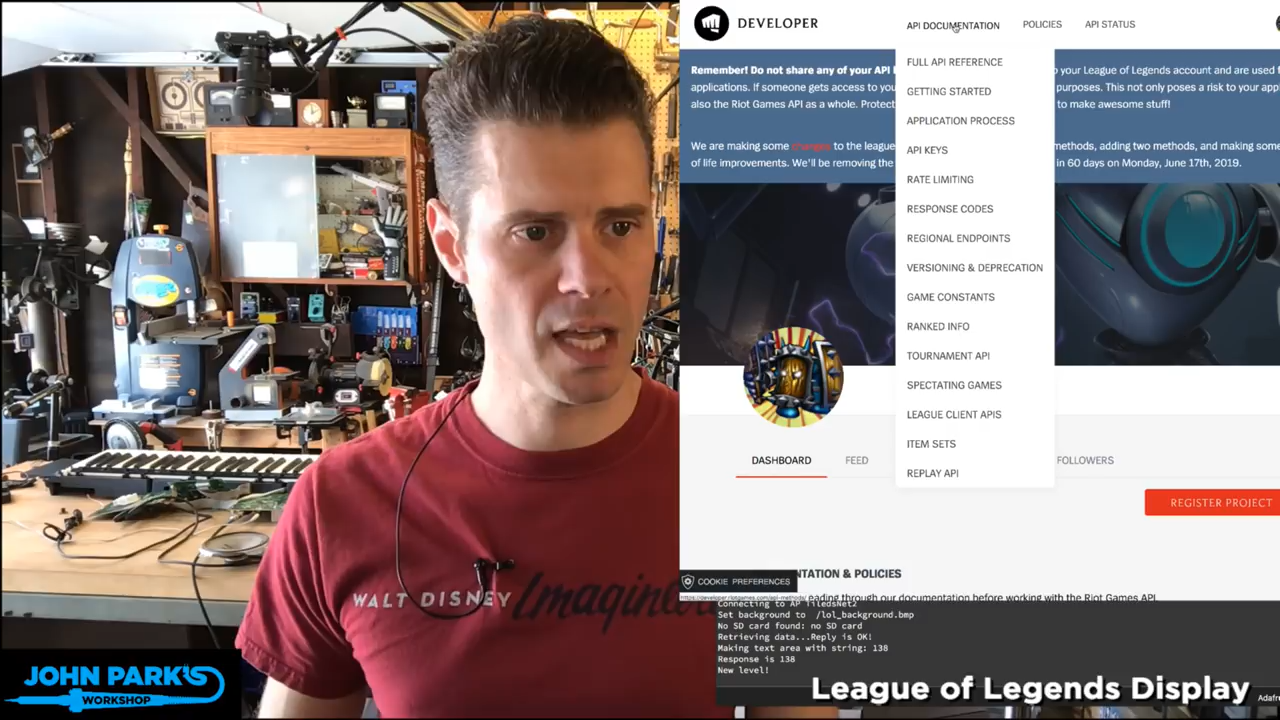 DEVELOPER
API DOCUMENTATION
POLICIES
API STATUS
FULL API REFERENCE
GETTING STARTED
APPLICATION PROCESS
API KEYS
RATE LIMITING
RESPONSE CODES
REGIONAL ENDPOINTS
VERSIONING & DEPRECATION
GAME CONSTANTS
RANKED INFO
TOURNAMENT API
SPECTATING GAMES
LEAGUE CLIENT APIS
ITEM SETS
REPLAY API
Remember! Do not share any of your API
o your League of Legends account and are used
applications. If someone gets access to you
purposes. This not only poses a risk to your
also the Riot Games API as a whole. Protect
to make awesome stuff!
We are making some changes to the league
methods, adding two methods, and making some
of life improvements. We'll be removing the
in 60 days on Monday, June 17th, 2019.
DASHBOARD
FEED
FOLLOWERS
REGISTER PROJECT
NTATION & POLICIES
COOKIE PREFERENCES
https://developer.riotgames.com/api-methods/
eading through our documentation before working with the Riot Games API.
Connecting to AP
Set background to /lol_background.bmp
No SD card found: no SD card
Retrieving data...Reply is OK!
Making text area with string: 138
Response is 138
New level!
WALT DISNEY
JOHN PARK'S
WORKSHOP
League of Legends Display